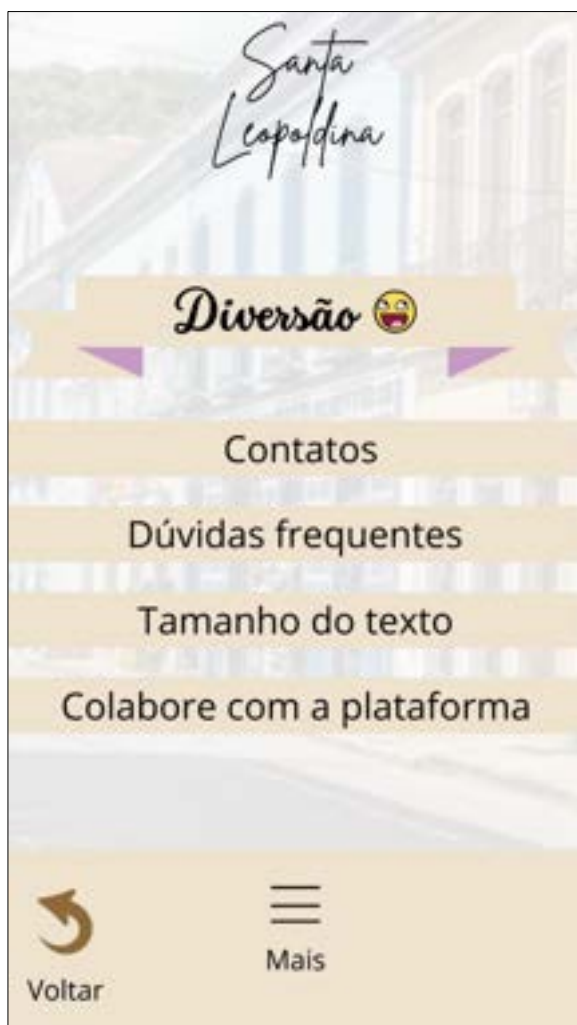 Santa
Leopoldina
Diversão
Contatos
Dúvidas frequentes
Tamanho do texto
Colabore com a plataforma
Mais
Voltar